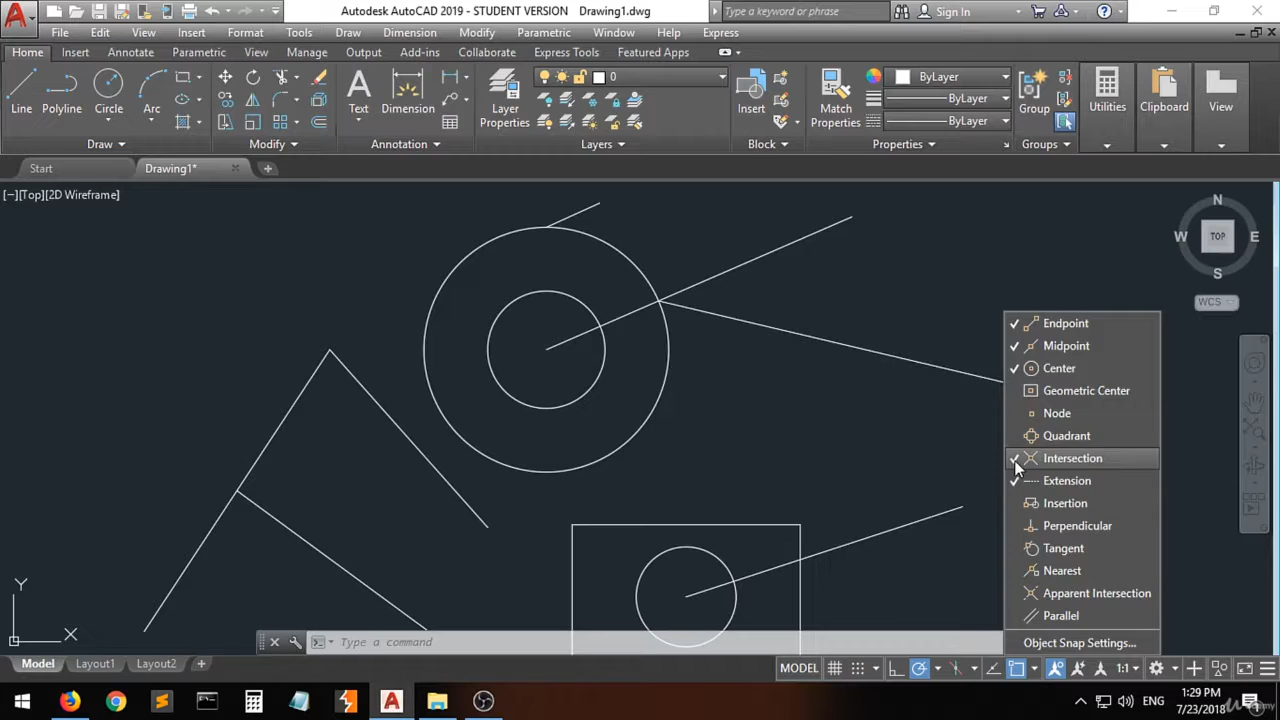 Autodesk AutoCAD 2019 - STUDENT VERSION Drawing1.dwg
Type a keyword or phrase
Sign In
File Edit View Insert Format Tools Draw Dimension Modify Parametric Window Help Express
Home Insert Annotate Parametric View Manage Output Add-ins Collaborate Express Tools Featured Apps
Line Polyline Circle Arc
Text Dimension
Layer
Properties
0
Insert
Match
Properties
ByLayer
ByLayer
ByLayer
Group
Utilities Clipboard View
Draw Modify Annotation Layers Block Properties Groups
Start Drawing1*
[−][Top][2D Wireframe]
N
W TOP E
S
WCS
Endpoint
Midpoint
Center
Geometric Center
Node
Quadrant
Intersection
Extension
Insertion
Perpendicular
Tangent
Nearest
Apparent Intersection
Parallel
Object Snap Settings...
Y
X
Type a command
Model Layout1 Layout2
MODEL
1:1
ENG
1:29 PM
7/23/2018